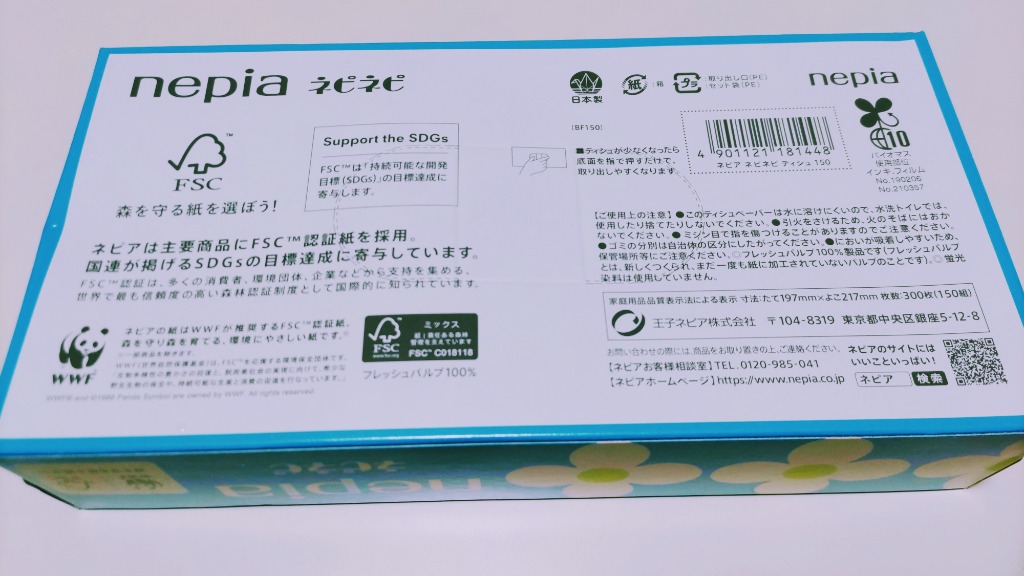 nepia ネピネピ
FSC™
森を守る紙を選ぼう!
Support the SDGs
FSC™は「持続可能な開発
目標(SDGs)」の目標達成に
寄与します。
ネピアは主要商品にFSC™認証紙を採用。
国連が掲げるSDGsの目標達成に寄与しています。
FSC™認証は、多くの消費者、環境団体、企業などから支持を集める、
世界で最も信頼度の高い森林認証制度として国際的に知られています。
WWF
ネピアの紙はWWFが推奨するFSC™認証紙。
森を守り森を育てる、環境にやさしい紙です。
FSC
www.fsc.org
ミックス
FSC™ C018118
フレッシュパルプ100%
日本製
紙
箱
プラ
取り出し口(PE)
セット袋(PE)
nepia
(BF150)
■ティシュが少なくなったら
底面を指で押すだけで、
取り出しやすくなります。
4 901121 181448
ネピア ネピネピ ティシュ 150
10
バイオマス
使用部位
インキ,フィルム
No.190206
No.210357
【ご使用上の注意】●このティシュペーパーは水に溶けにくいので、水洗トイレでは、
使用したり捨てたりしないでください。●引火をさけるため、火のそばにはおか
ないでください。●ミシン目で指を傷つけることがありますのでご注意ください。
●ゴミの分別は自治体の区分にしたがってください。●においが吸着しやすいため、
保管場所等にご注意ください。○フレッシュパルプ100%製品です(フレッシュパルプ
とは、新しくつくられ、まだ一度も紙に加工されていないパルプのことです)。○蛍光
染料は使用していません。
家庭用品品質表示法による表示 寸法:たて197mm×よこ217mm 枚数:300枚(150組)
王子ネピア株式会社 〒104-8319 東京都中央区銀座5-12-8
お問い合わせの際には、商品をお取り置きの上、ご連絡ください。
【ネピアお客様相談室】TEL.0120-985-041
【ネピアホームページ】https://www.nepia.co.jp
ネピアのサイトには
いいこといっぱい!
ネピア 検索
nepia
ネピネピ